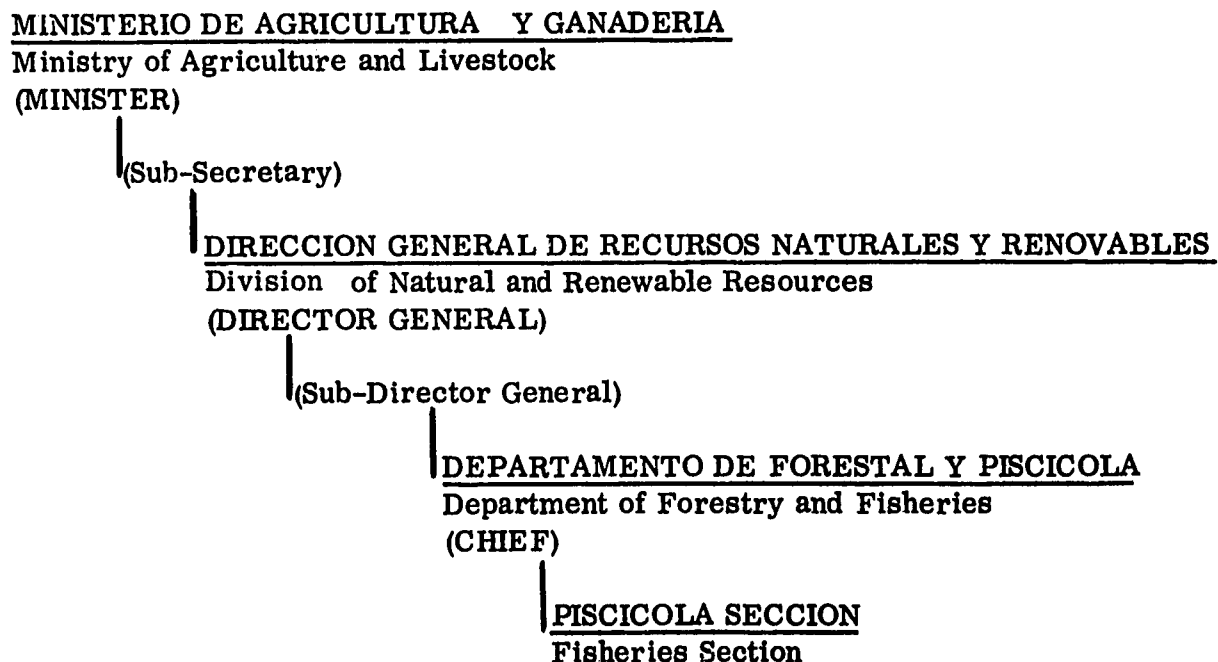 MINISTERIO DE AGRICULTURA Y GANADERIA
Ministry of Agriculture and Livestock
(MINISTER)
(Sub-Secretary)
DIRECCION GENERAL DE RECURSOS NATURALES Y RENOVABLES
Division of Natural and Renewable Resources
(DIRECTOR GENERAL)
(Sub-Director General)
DEPARTAMENTO DE FORESTAL Y PISCICOLA
Department of Forestry and Fisheries
(CHIEF)
PISCICOLA SECCION
Fisheries Section